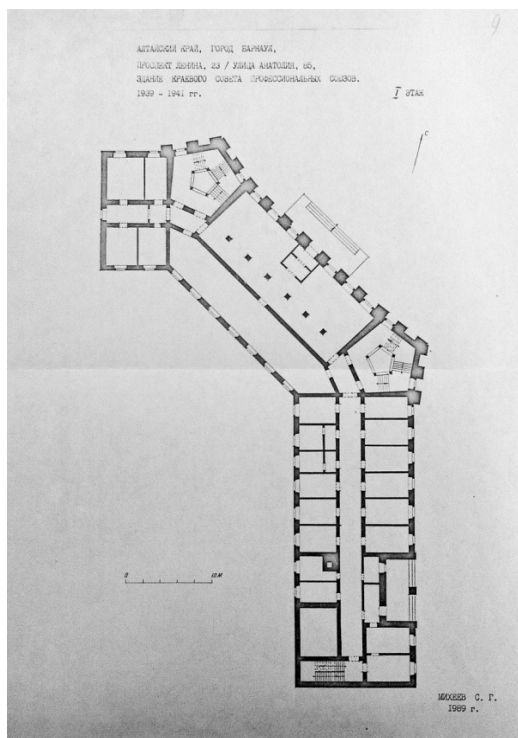 9
АЛТАЙСКИЙ КРАЙ, ГОРОД БАРНАУЛ,
ПРОСПЕКТ ЛЕНИНА, 23 / УЛИЦА АНАТОЛИЯ, 85,
ЗДАНИЕ КРАЕВОГО СОВЕТА ПРОФЕССИОНАЛЬНЫХ СОЮЗОВ.
1939 - 1941 гг.
I ЭТАЖ
С
0 10 М
МИХЕЕВ С. Г.
1989 г.